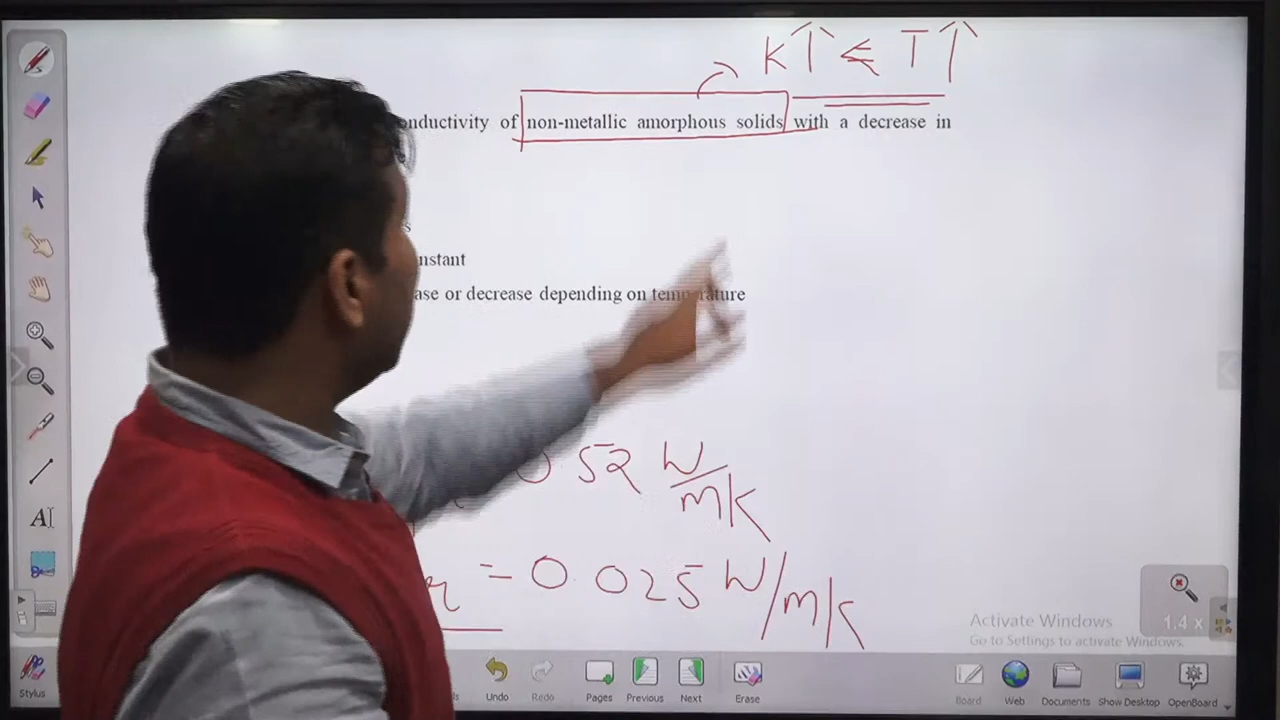 K↑ ⋲ T↑
nductivity of non-metallic amorphous solids with a decrease in
s
nstant
ase or decrease depending on temperature
0.52 W/mK
= 0.025 W/mK
Activate Windows
Go to Settings to activate Windows.
1.4 x
Stylus
Undo
Redo
Pages
Previous
Next
Erase
Board
Web
Documents
Show Desktop
OpenBoard